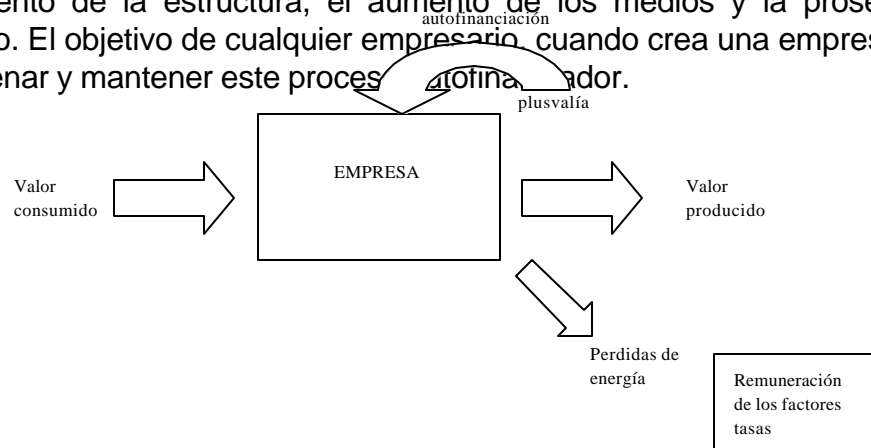 ento de la estructura, el aumento de los medios y la prose
autofinanciación
o. El objetivo de cualquier empresario, cuando crea una empres
enar y mantener este proces autofinan ador.
plusvalía
EMPRESA
Valor
consumido
Valor
producido
Perdidas de
energía
Remuneración
de los factores
tasas